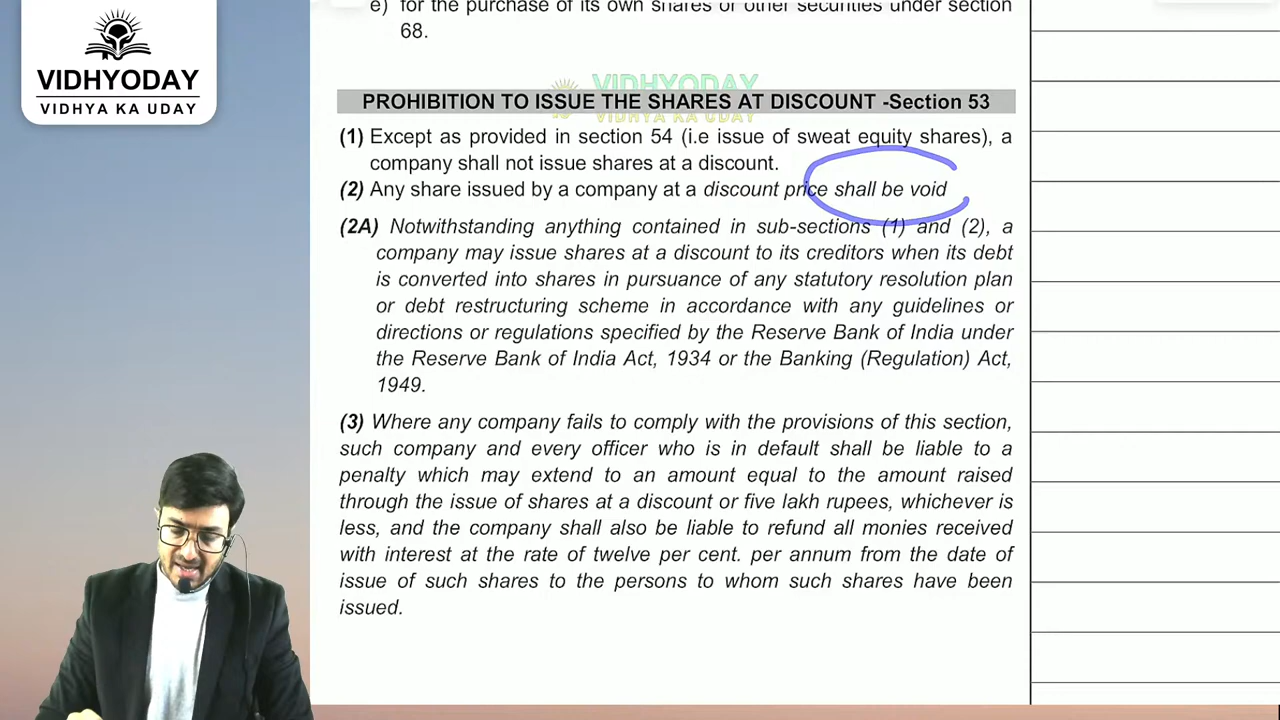 e) for the purchase of its own shares or other securities under section
68.
VIDHYODAY
VIDHYA KA UDAY
VIDHYODAY
VIDHYA KA UDAY
PROHIBITION TO ISSUE THE SHARES AT DISCOUNT -Section 53
(1) Except as provided in section 54 (i.e issue of sweat equity shares), a
company shall not issue shares at a discount.
(2) Any share issued by a company at a discount price shall be void
(2A) Notwithstanding anything contained in sub-sections (1) and (2), a
company may issue shares at a discount to its creditors when its debt
is converted into shares in pursuance of any statutory resolution plan
or debt restructuring scheme in accordance with any guidelines or
directions or regulations specified by the Reserve Bank of India under
the Reserve Bank of India Act, 1934 or the Banking (Regulation) Act,
1949.
(3) Where any company fails to comply with the provisions of this section,
such company and every officer who is in default shall be liable to a
penalty which may extend to an amount equal to the amount raised
through the issue of shares at a discount or five lakh rupees, whichever is
less, and the company shall also be liable to refund all monies received
with interest at the rate of twelve per cent. per annum from the date of
issue of such shares to the persons to whom such shares have been
issued.